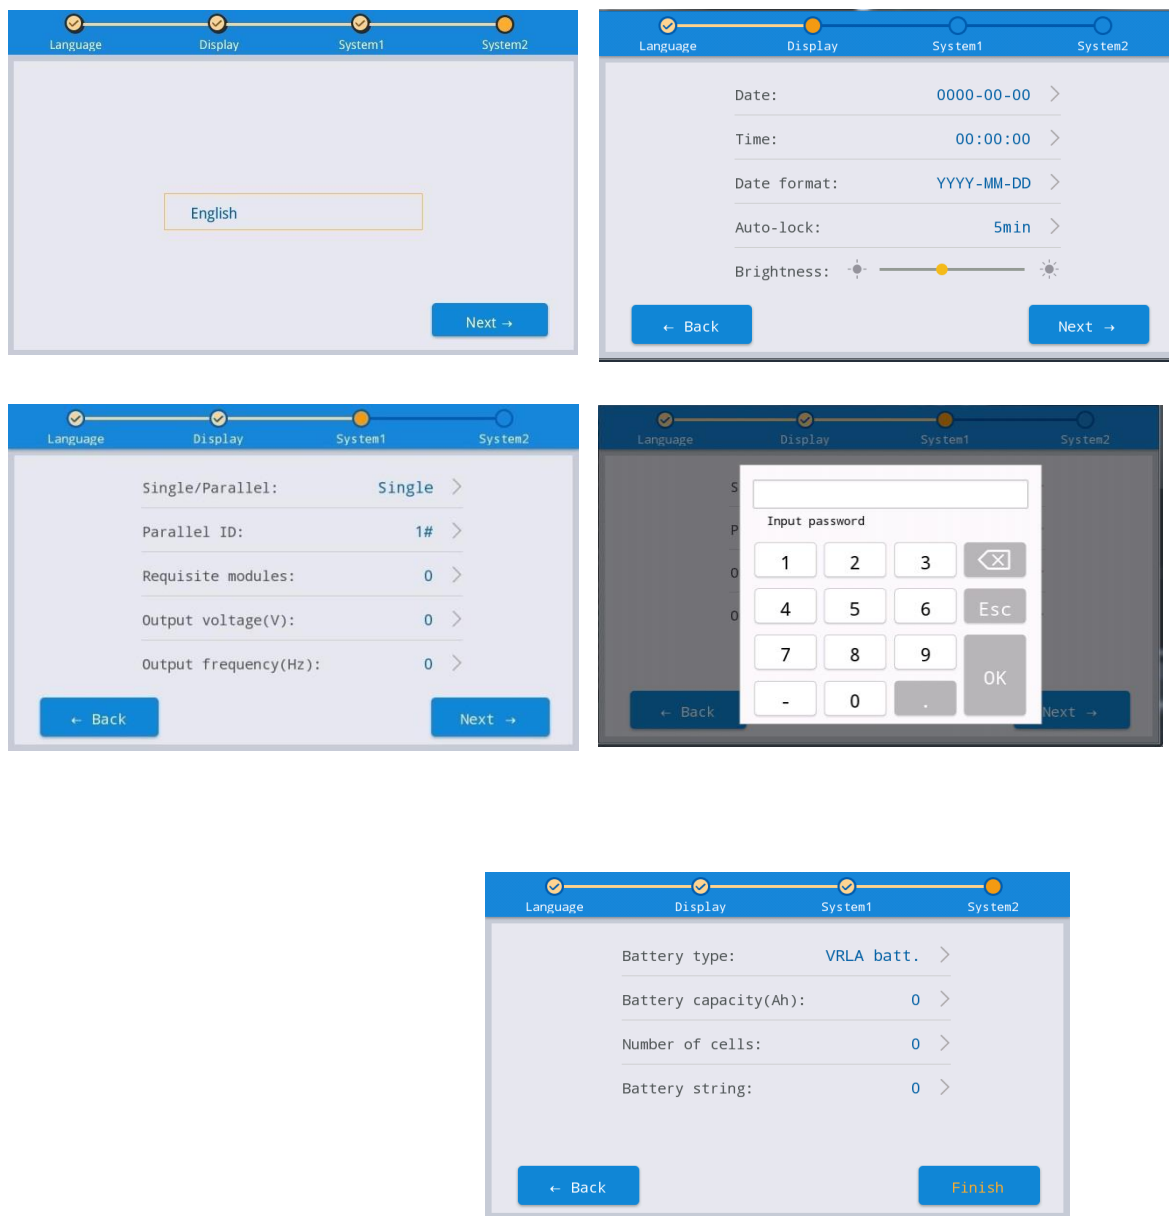 Language Display System1 System2
English
Next →
Language Display System1 System2
Date: 0000-00-00
Time: 00:00:00
Date format: YYYY-MM-DD
Auto-lock: 5min
Brightness:
← Back Next →
Language Display System1 System2
Single/Parallel: Single
Parallel ID: 1#
Requisite modules: 0
Output voltage(V): 0
Output frequency(Hz): 0
← Back Next →
Language Display System1 System2
S
P
O
O
Input password
1 2 3
4 5 6 Esc
7 8 9
OK
- 0 .
← Back Next →
Language Display System1 System2
Battery type: VRLA batt.
Battery capacity(Ah): 0
Number of cells: 0
Battery string: 0
← Back Finish